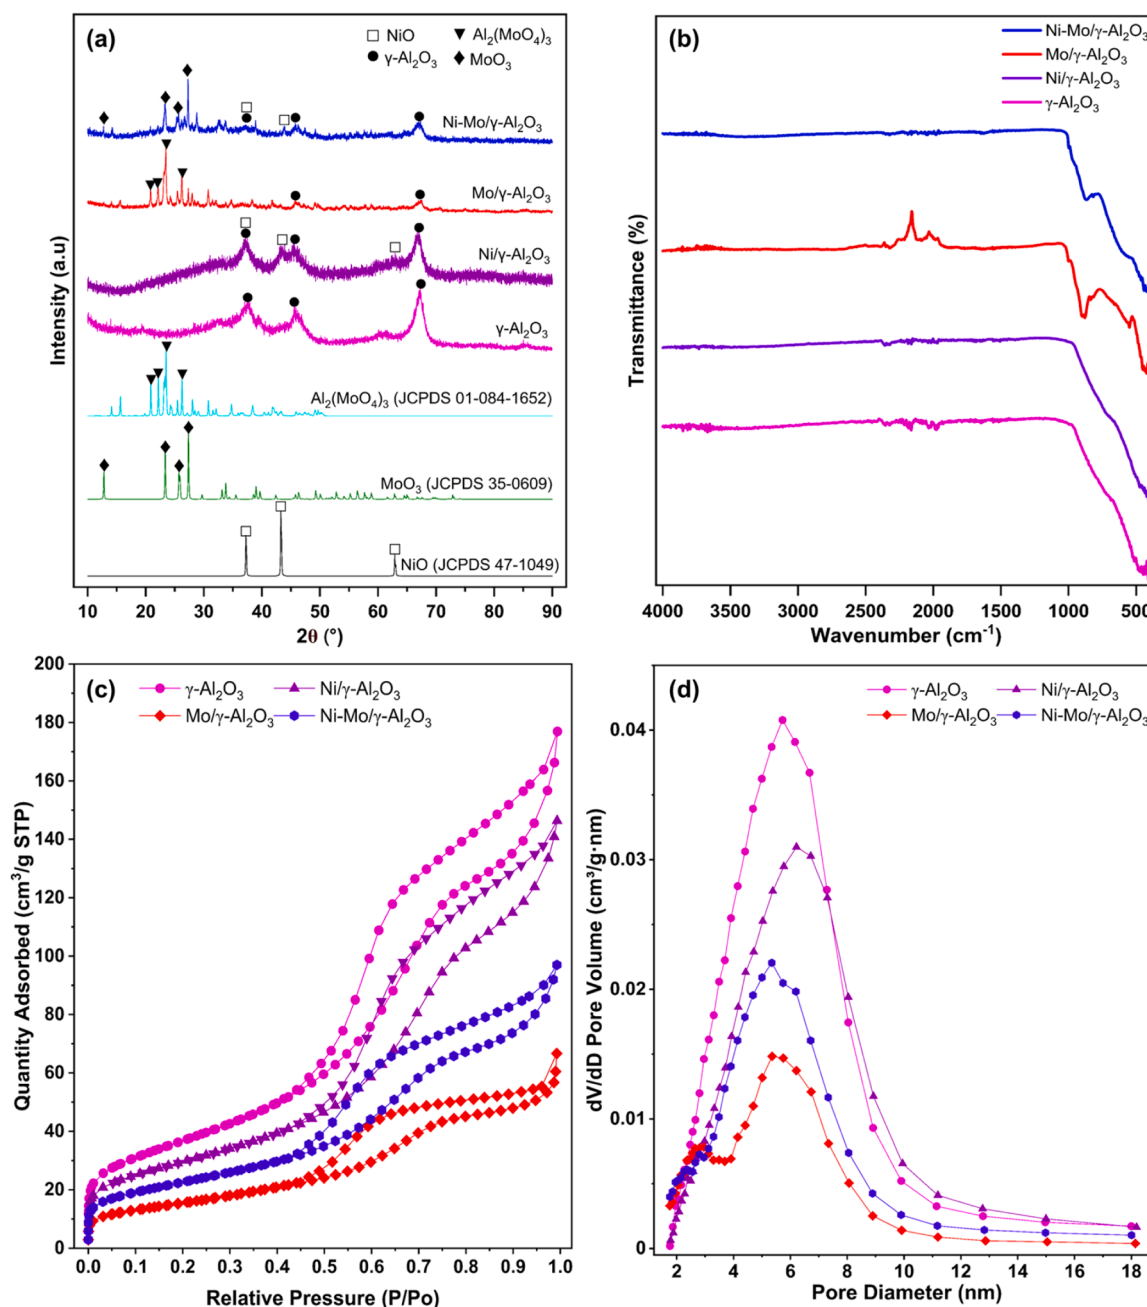 (a)
□ NiO ▼ Al₂(MoO₄)₃
● γ-Al₂O₃ ◆ MoO₃
Ni-Mo/γ-Al₂O₃
Mo/γ-Al₂O₃
Ni/γ-Al₂O₃
γ-Al₂O₃
Al₂(MoO₄)₃ (JCPDS 01-084-1652)
MoO₃ (JCPDS 35-0609)
NiO (JCPDS 47-1049)
Intensity (a.u)
10 20 30 40 50 60 70 80 90
2θ (°)
(b)
Ni-Mo/γ-Al₂O₃
Mo/γ-Al₂O₃
Ni/γ-Al₂O₃
γ-Al₂O₃
Transmittance (%)
4000 3500 3000 2500 2000 1500 1000 500
Wavenumber (cm⁻¹)
(c)
γ-Al₂O₃ Ni/γ-Al₂O₃
Mo/γ-Al₂O₃ Ni-Mo/γ-Al₂O₃
Quantity Adsorbed (cm³/g STP)
200
180
160
140
120
100
80
60
40
20
0
0.0 0.1 0.2 0.3 0.4 0.5 0.6 0.7 0.8 0.9 1.0
Relative Pressure (P/Po)
(d)
γ-Al₂O₃ Ni/γ-Al₂O₃
Mo/γ-Al₂O₃ Ni-Mo/γ-Al₂O₃
dV/dD Pore Volume (cm³/g·nm)
0.04
0.03
0.02
0.01
0
2 4 6 8 10 12 14 16 18
Pore Diameter (nm)